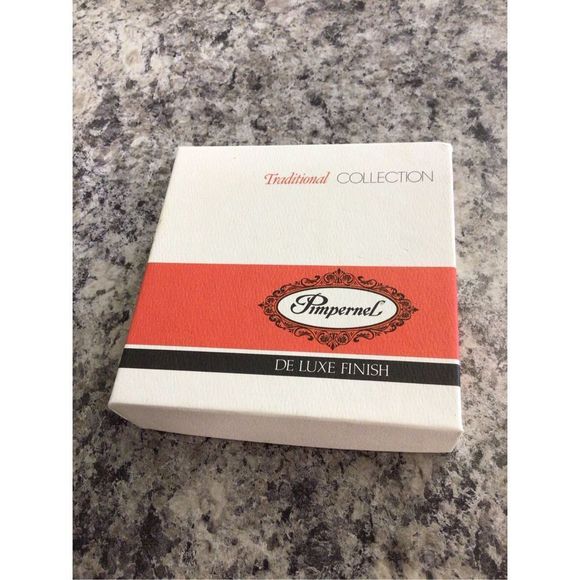 Traditional COLLECTION
Pimpernel
DE LUXE FINISH